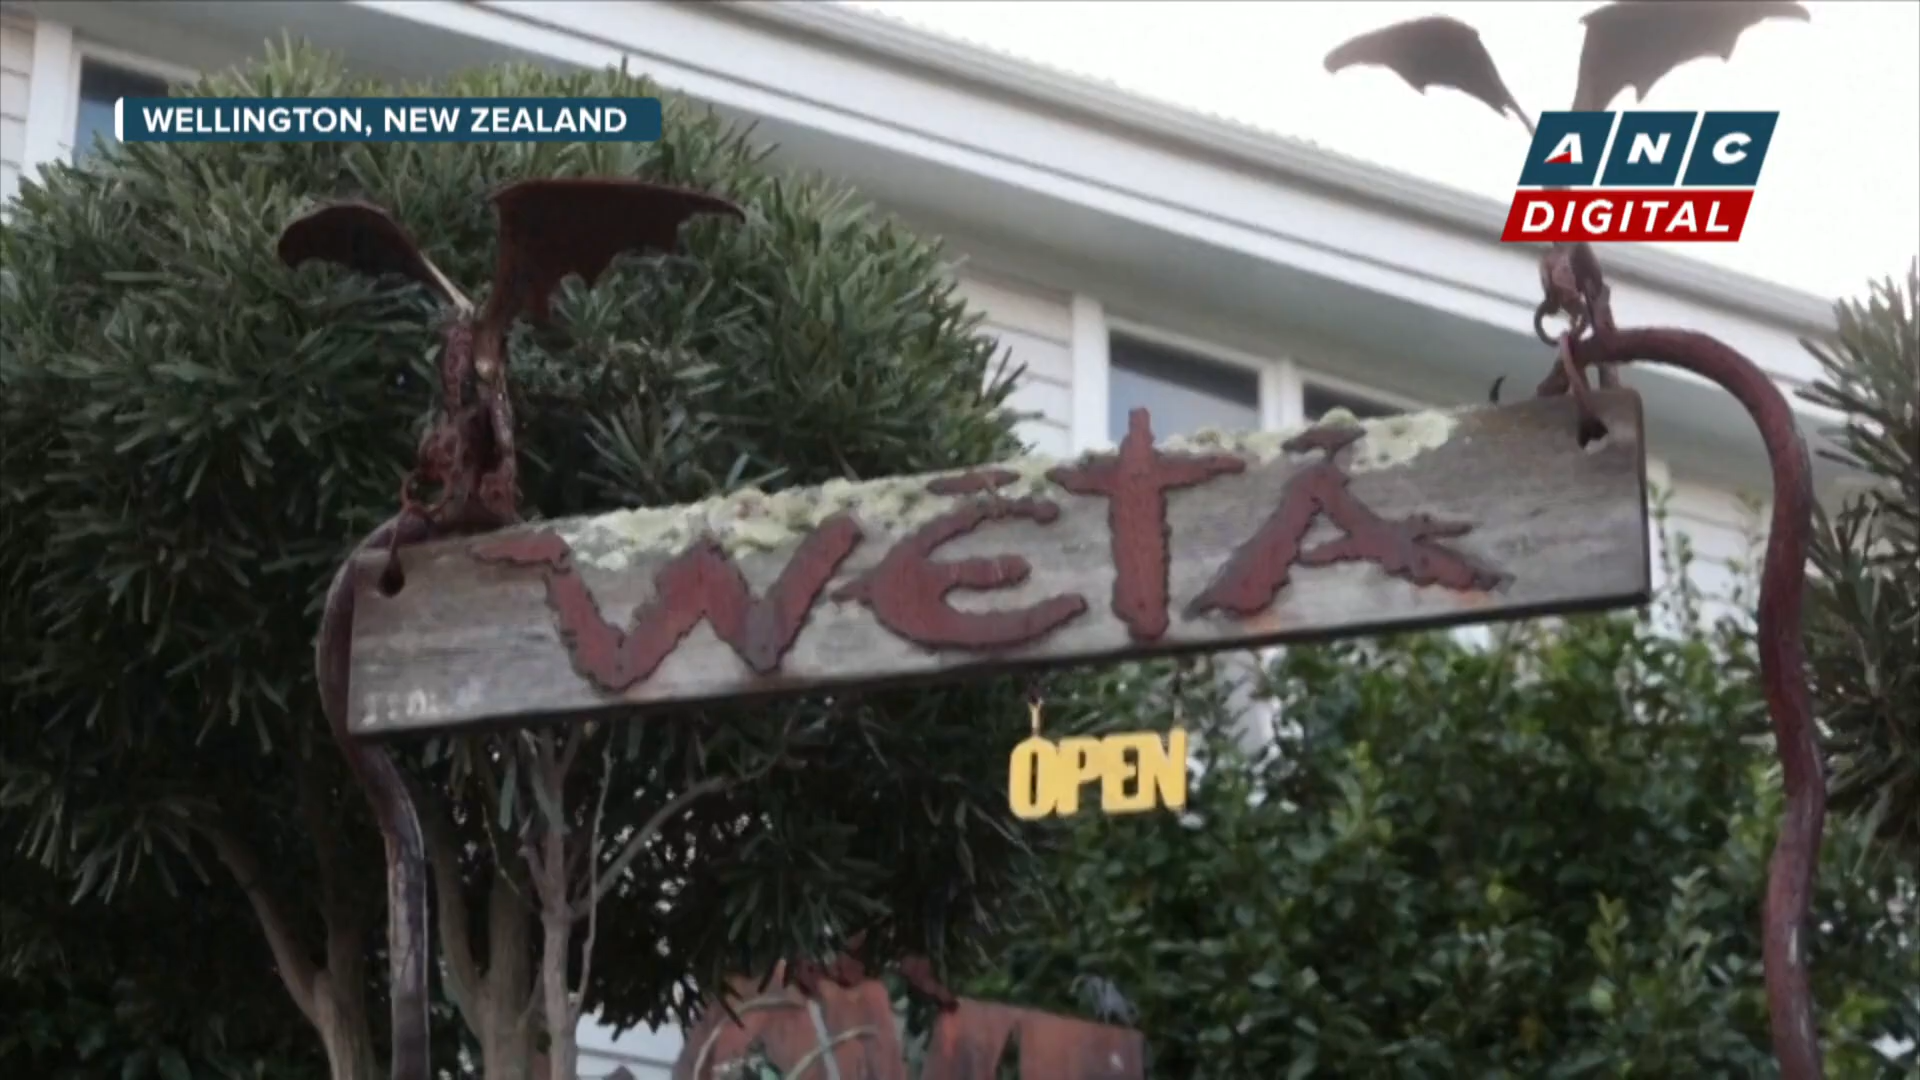 WELLINGTON, NEW ZEALAND
ANC
DIGITAL
WĒTĀ
OPEN